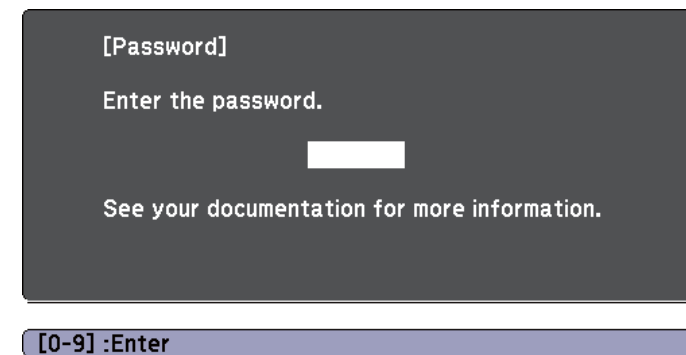 [Password]
Enter the password.
See your documentation for more information.
[0-9] :Enter